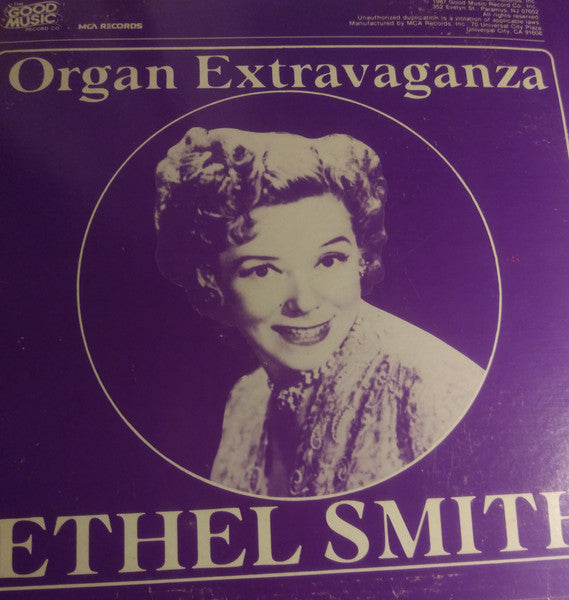 GOOD
MUSIC
RECORD CO.
MCA RECORDS
1987 Good Music Record Co., Inc.
352 Evelyn St., Paramus, NJ 07652
All rights reserved.
Unauthorized duplication is a violation of applicable laws.
Manufactured by MCA Records, Inc. 70 Universal City Plaza,
Universal City, CA 91608
Organ Extravaganza
ETHEL SMITH